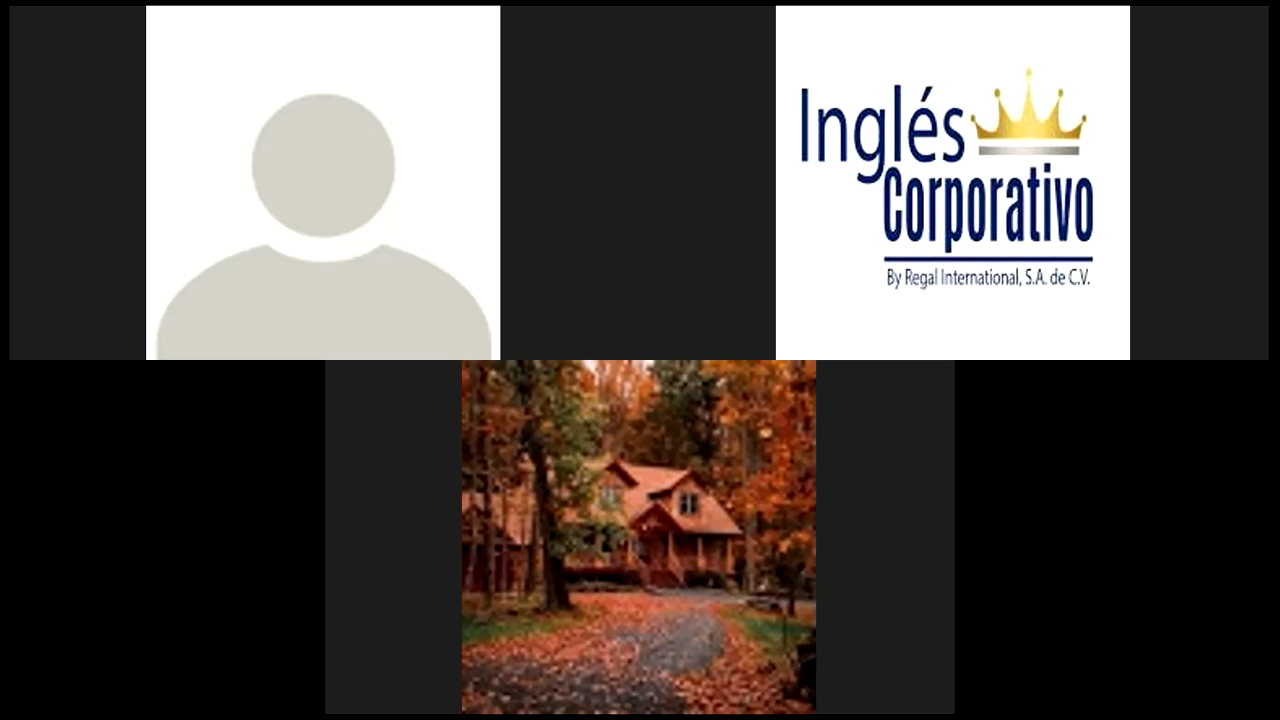 Inglés
Corporativo
By Regal International, S.A. de C.V.